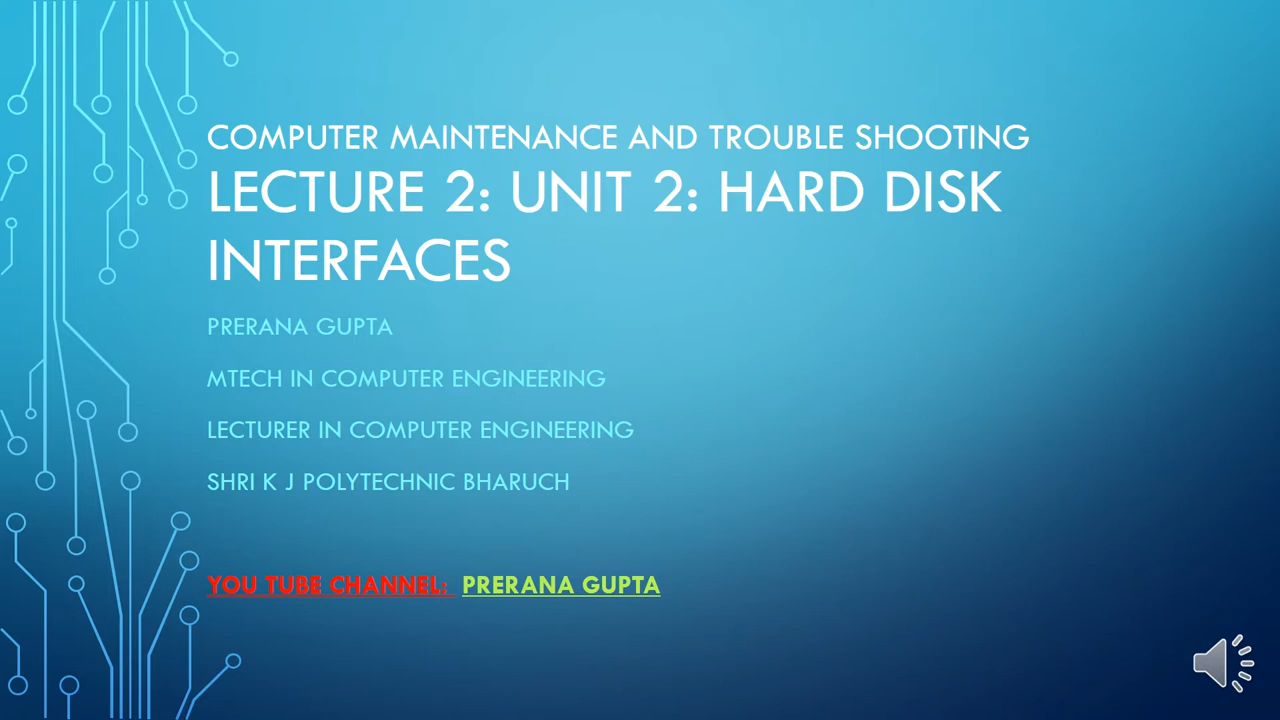 COMPUTER MAINTENANCE AND TROUBLE SHOOTING
LECTURE 2: UNIT 2: HARD DISK
INTERFACES
PRERANA GUPTA
MTECH IN COMPUTER ENGINEERING
LECTURER IN COMPUTER ENGINEERING
SHRI K J POLYTECHNIC BHARUCH
YOU TUBE CHANNEL: PRERANA GUPTA